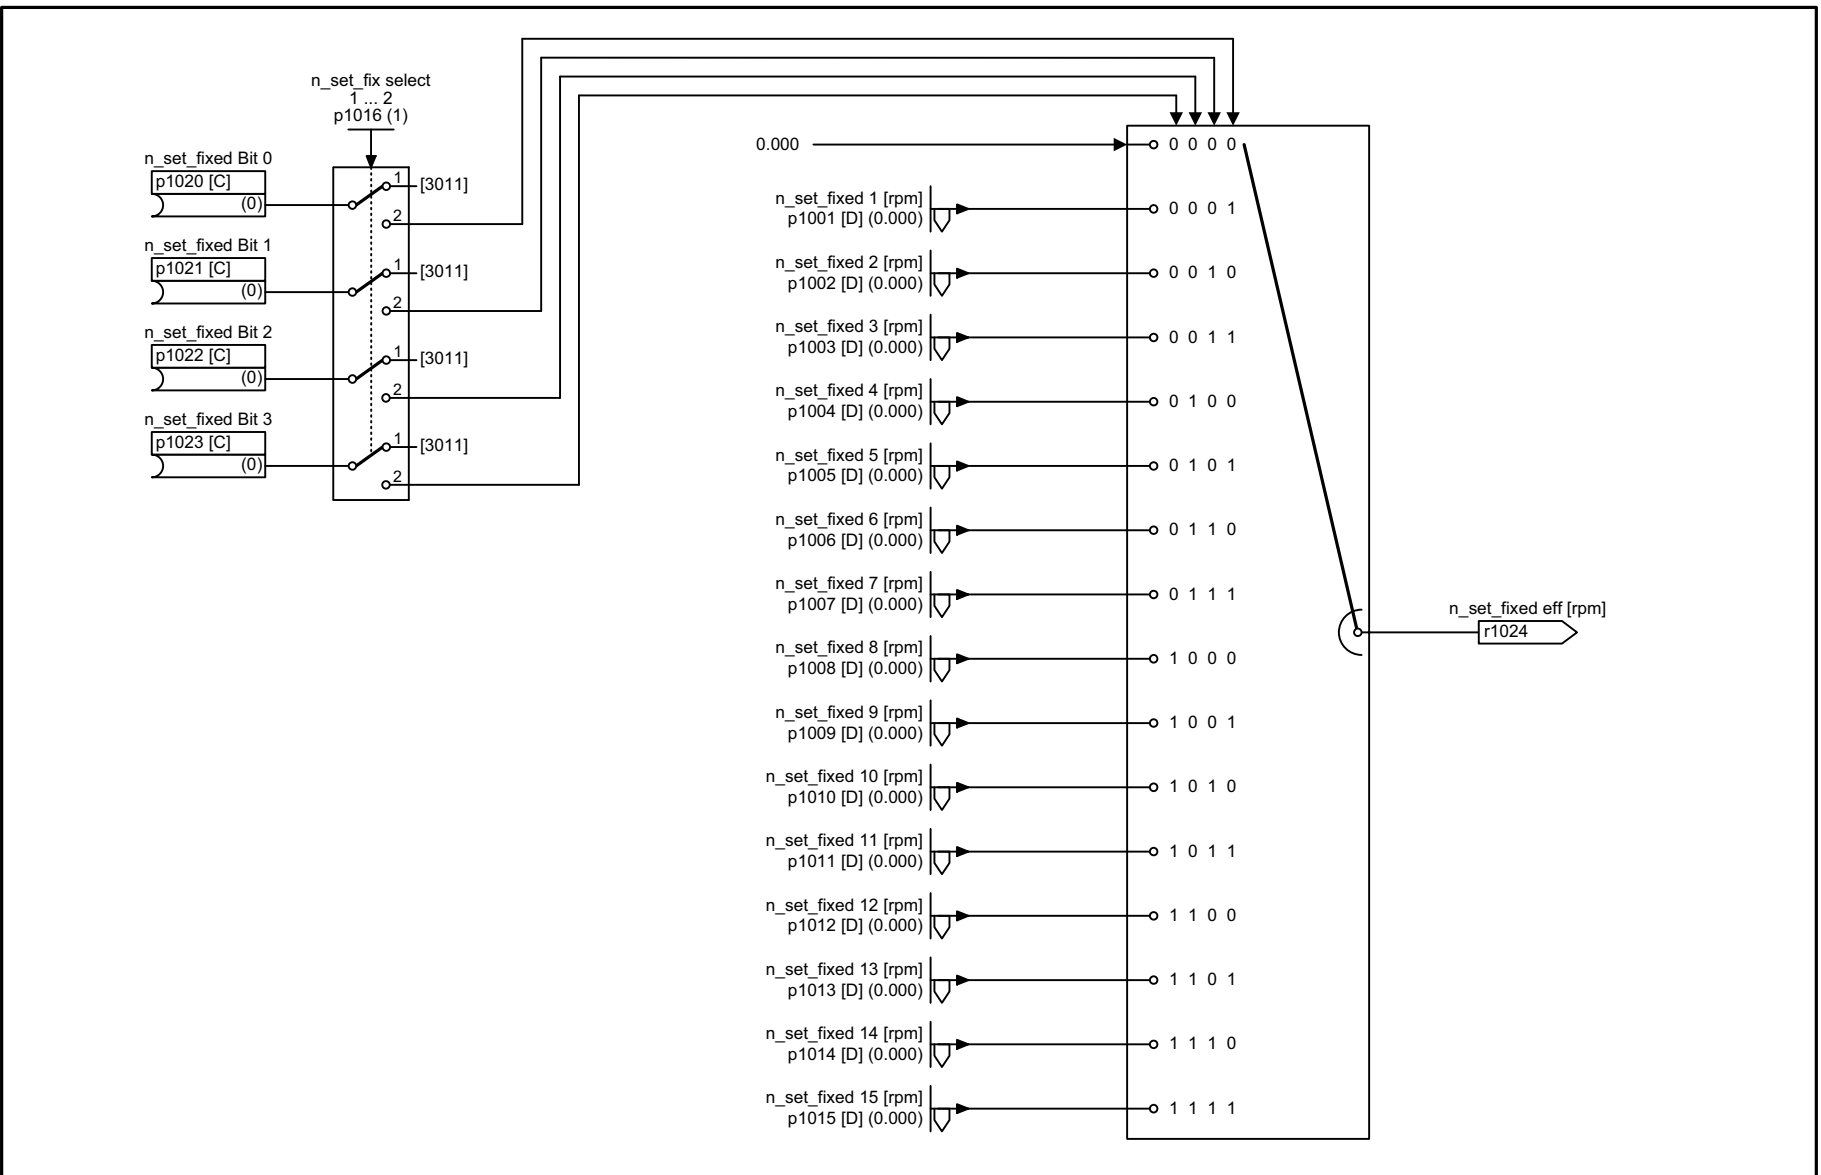 n_set_fix select
1 ... 2
p1016 (1)
n_set_fixed Bit 0
p1020 [C]
(0)
1
[3011]
2
n_set_fixed Bit 1
p1021 [C]
(0)
1
[3011]
2
n_set_fixed Bit 2
p1022 [C]
(0)
1
[3011]
2
n_set_fixed Bit 3
p1023 [C]
(0)
1
[3011]
2
0.000
0 0 0 0
n_set_fixed 1 [rpm]
p1001 [D] (0.000)
0 0 0 1
n_set_fixed 2 [rpm]
p1002 [D] (0.000)
0 0 1 0
n_set_fixed 3 [rpm]
p1003 [D] (0.000)
0 0 1 1
n_set_fixed 4 [rpm]
p1004 [D] (0.000)
0 1 0 0
n_set_fixed 5 [rpm]
p1005 [D] (0.000)
0 1 0 1
n_set_fixed 6 [rpm]
p1006 [D] (0.000)
0 1 1 0
n_set_fixed 7 [rpm]
p1007 [D] (0.000)
0 1 1 1
n_set_fixed 8 [rpm]
p1008 [D] (0.000)
1 0 0 0
n_set_fixed 9 [rpm]
p1009 [D] (0.000)
1 0 0 1
n_set_fixed 10 [rpm]
p1010 [D] (0.000)
1 0 1 0
n_set_fixed 11 [rpm]
p1011 [D] (0.000)
1 0 1 1
n_set_fixed 12 [rpm]
p1012 [D] (0.000)
1 1 0 0
n_set_fixed 13 [rpm]
p1013 [D] (0.000)
1 1 0 1
n_set_fixed 14 [rpm]
p1014 [D] (0.000)
1 1 1 0
n_set_fixed 15 [rpm]
p1015 [D] (0.000)
1 1 1 1
n_set_fixed eff [rpm]
r1024